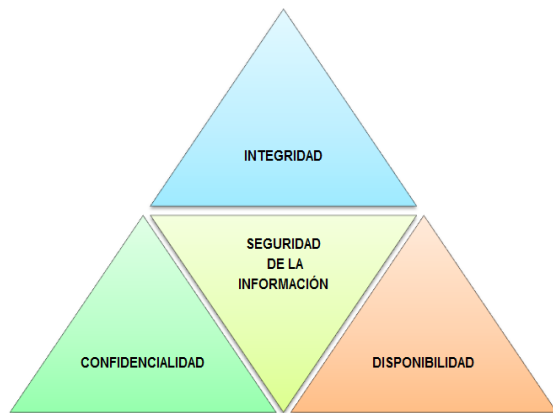 INTEGRIDAD
SEGURIDAD
DE LA
INFORMACIÓN
CONFIDENCIALIDAD
DISPONIBILIDAD